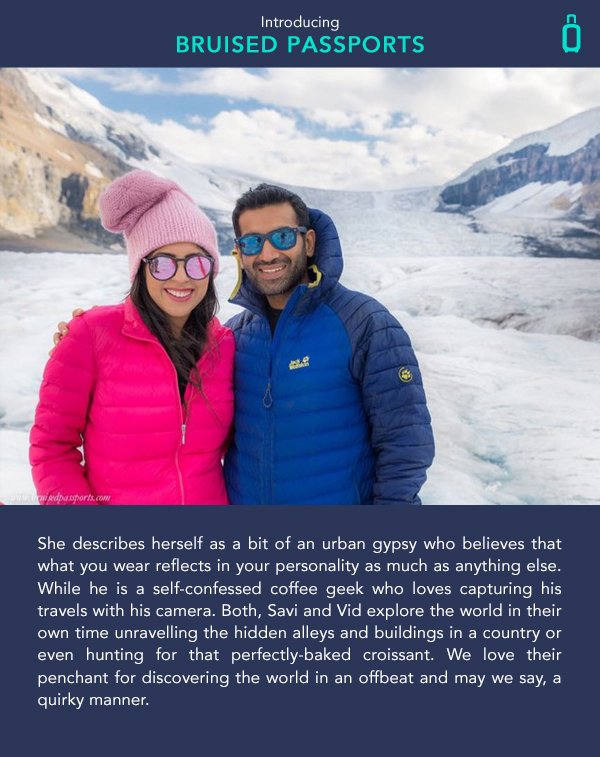 Introducing
BRUISED PASSPORTS
Jack
Wolfskin
www.bruisedpassports.com
She describes herself as a bit of an urban gypsy who believes that
what you wear reflects in your personality as much as anything else.
While he is a self-confessed coffee geek who loves capturing his
travels with his camera. Both, Savi and Vid explore the world in their
own time unravelling the hidden alleys and buildings in a country or
even hunting for that perfectly-baked croissant. We love their
penchant for discovering the world in an offbeat and may we say, a
quirky manner.